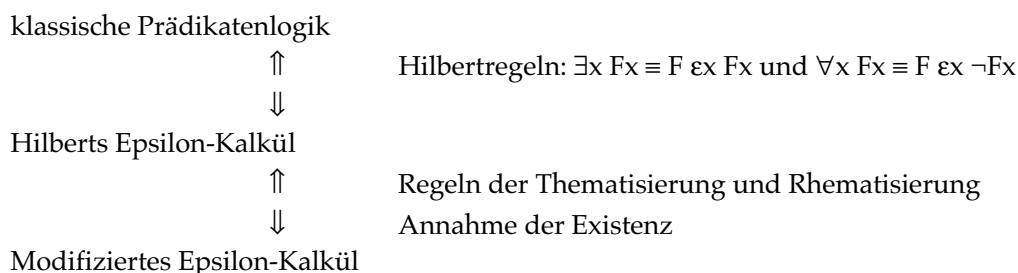 klassische Prädikatenlogik
⇑ Hilbertregeln: ∃x Fx ≡ F εx Fx und ∀x Fx ≡ F εx ¬Fx
⇓
Hilberts Epsilon-Kalkül
⇑ Regeln der Thematisierung und Rhematisierung
⇓ Annahme der Existenz
Modifiziertes Epsilon-Kalkül